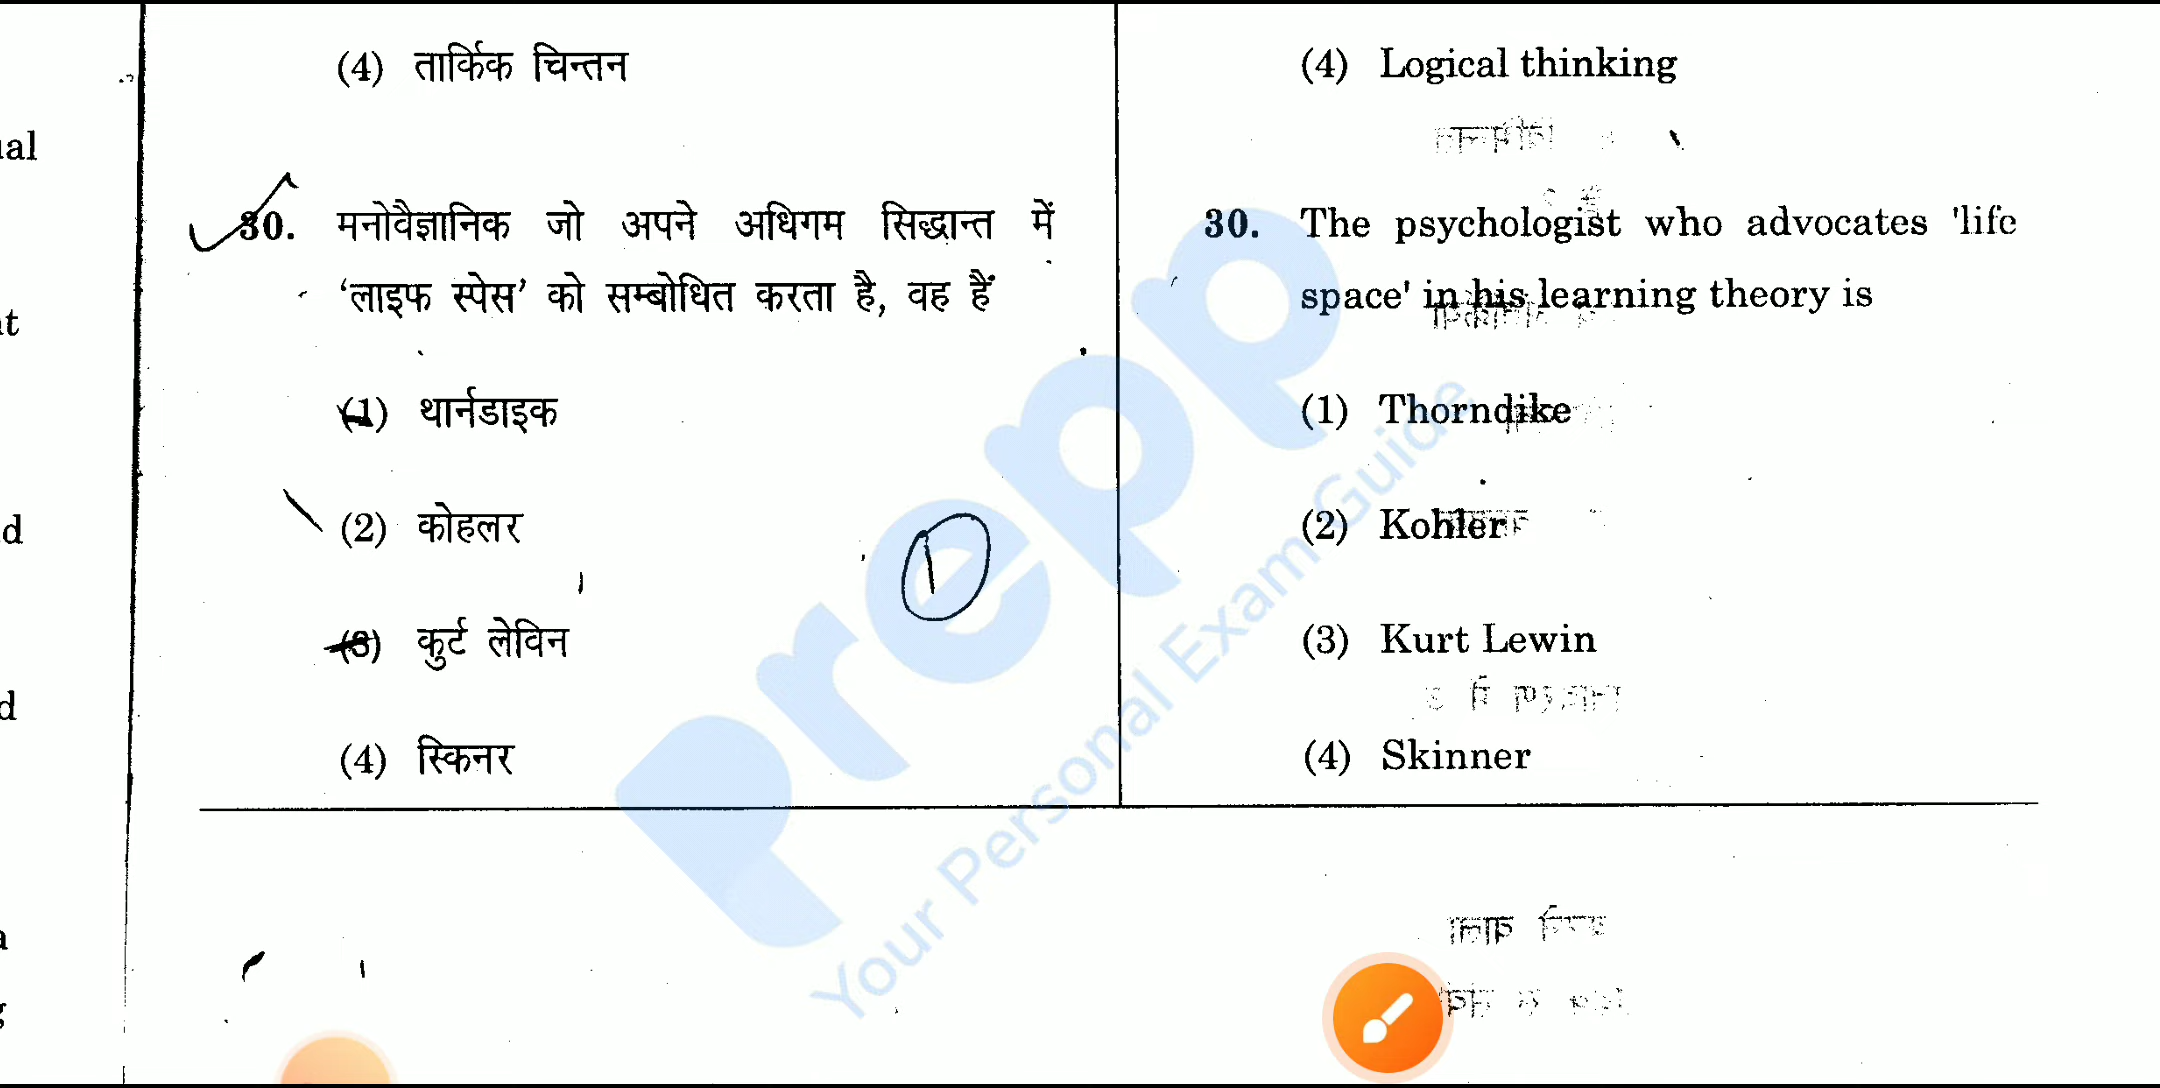 (4) तार्किक चिन्तन
30. मनोवैज्ञानिक जो अपने अधिगम सिद्धान्त में
‘लाइफ स्पेस’ को सम्बोधित करता है, वह हैं
(1) थार्नडाइक
(2) कोहलर
(3) कुर्ट लेविन
(4) स्किनर
(4) Logical thinking
30. The psychologist who advocates 'life
space' in his learning theory is
(1) Thorndike
(2) Kohler
(3) Kurt Lewin
(4) Skinner
prepp
Your Personal Exam Guide